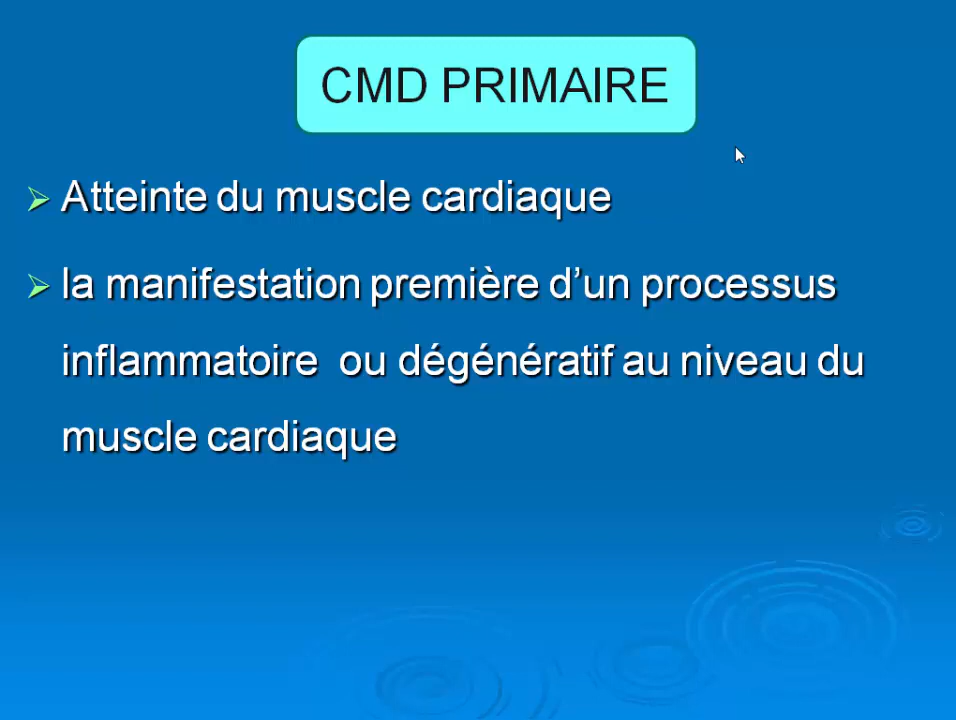 CMD PRIMAIRE
Atteinte du muscle cardiaque
la manifestation première d’un processus
inflammatoire ou dégénératif au niveau du
muscle cardiaque